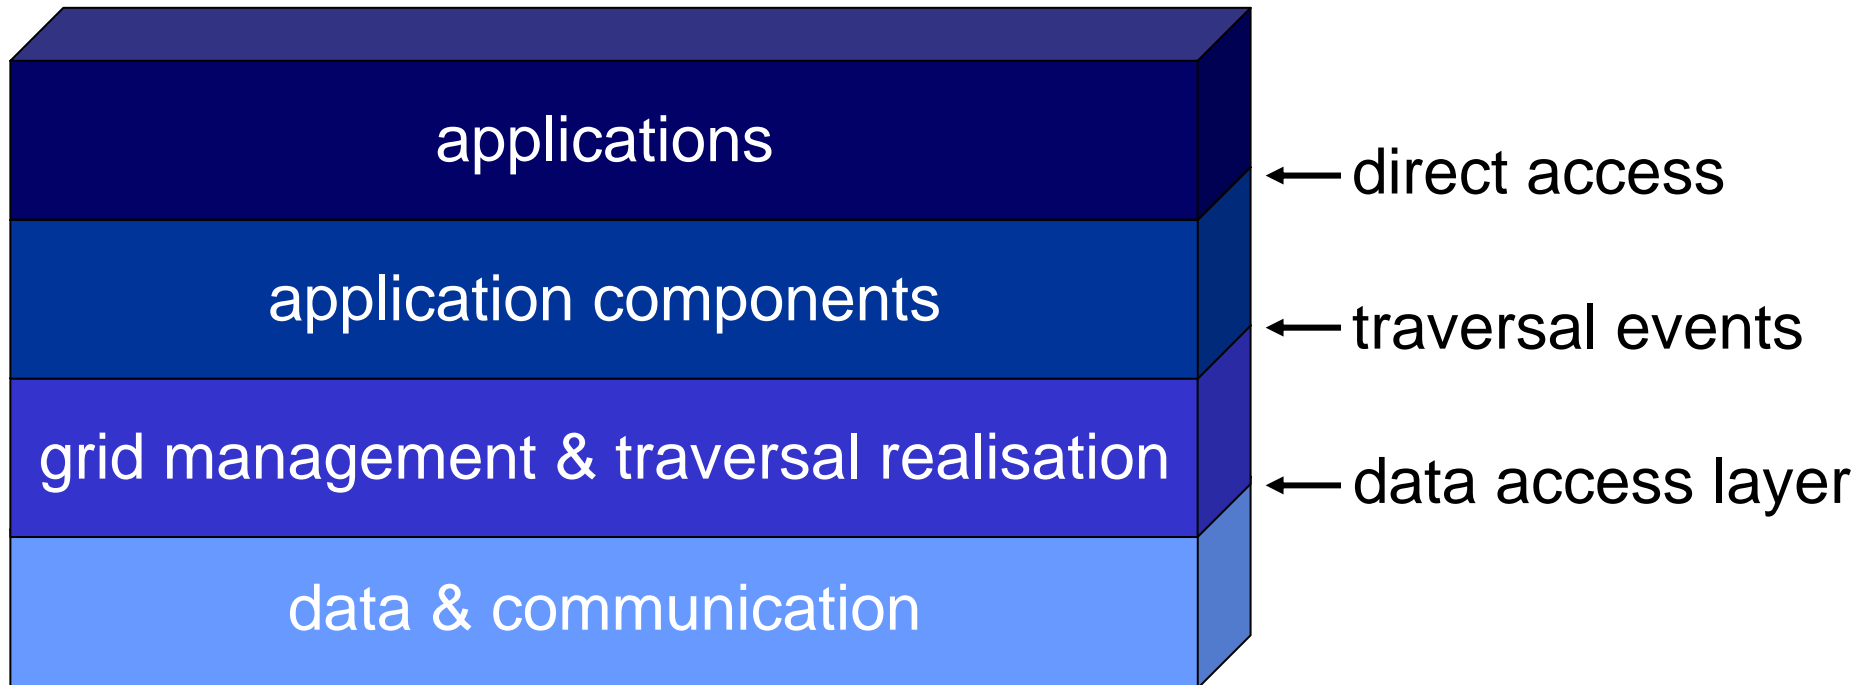 applications
direct access
application components
traversal events
grid management & traversal realisation
data access layer
data & communication